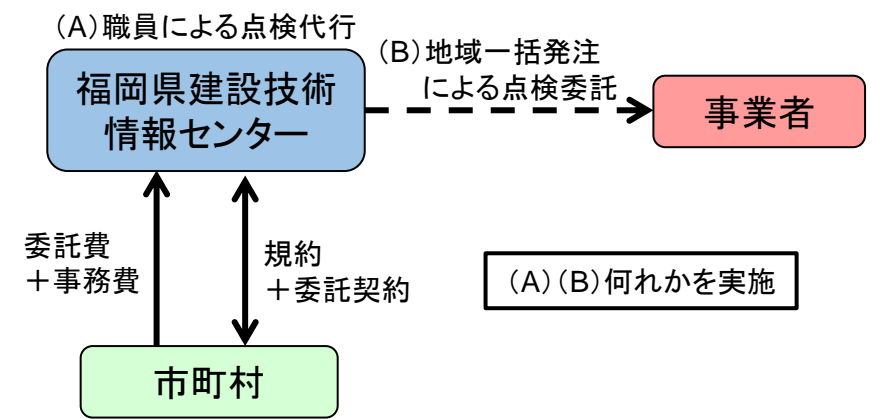 （A）職員による点検代行
福岡県建設技術
情報センター
（B）地域一括発注
による点検委託
事業者
委託費
＋事務費
規約
＋委託契約
（A）（B）何れかを実施
市町村